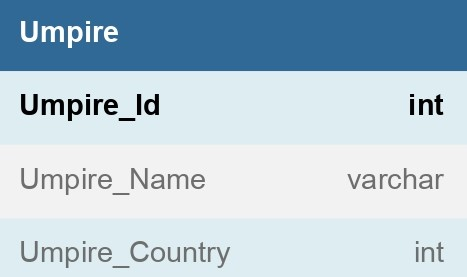 Umpire
Umpire_Id int
Umpire_Name varchar
Umpire_Country int